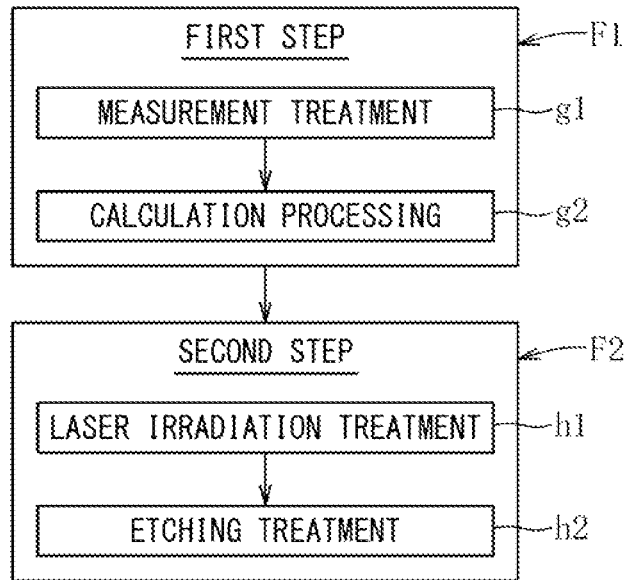 FIRST STEP
F1
MEASUREMENT TREATMENT
g1
CALCULATION PROCESSING
g2
SECOND STEP
F2
LASER IRRADIATION TREATMENT
h1
ETCHING TREATMENT
h2